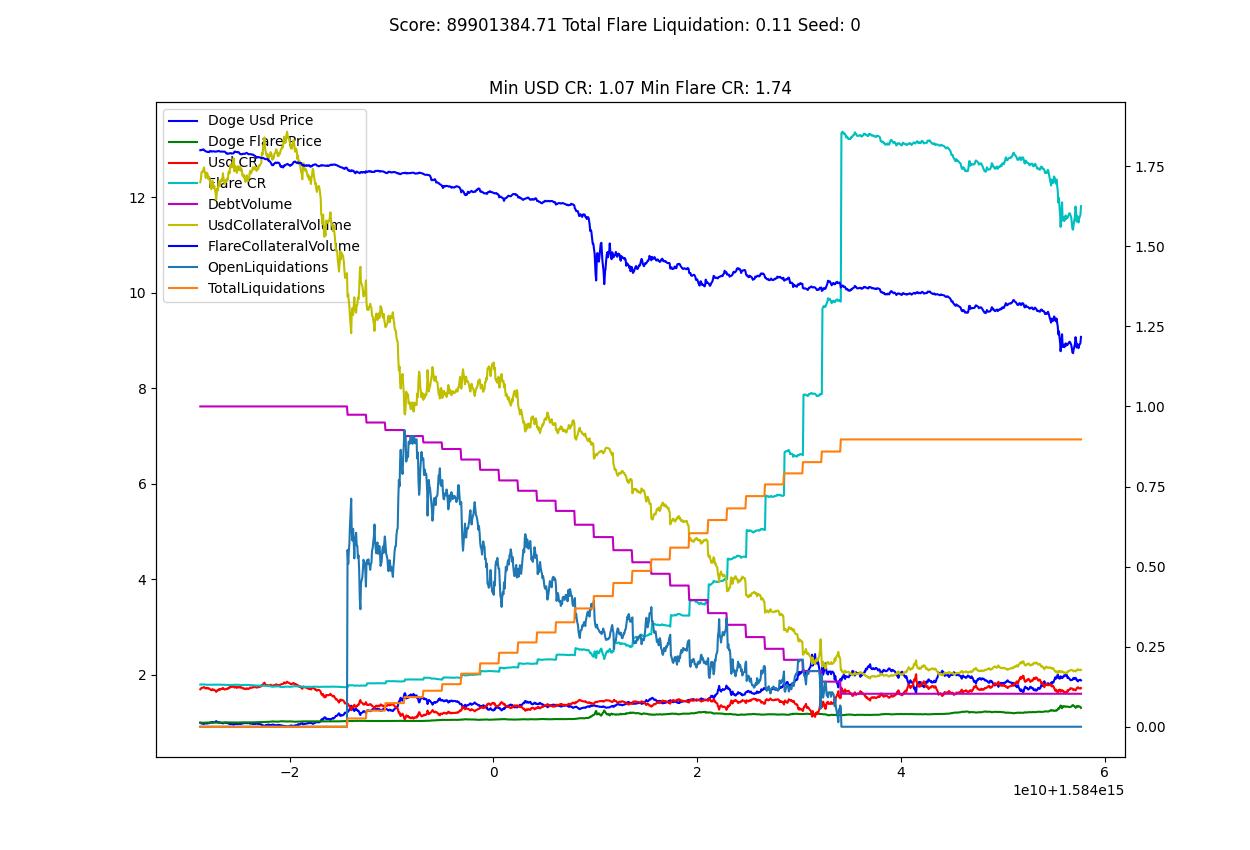 Score: 89901384.71 Total Flare Liquidation: 0.11 Seed: 0
Min USD CR: 1.07 Min Flare CR: 1.74
Doge Usd Price
Doge Flare Price
Usd CR
Flare CR
DebtVolume
UsdCollateralVolume
FlareCollateralVolume
OpenLiquidations
TotalLiquidations
12
10
8
6
4
2
1.75
1.50
1.25
1.00
0.75
0.50
0.25
0.00
−2 0 2 4 6
1e10+1.584e15